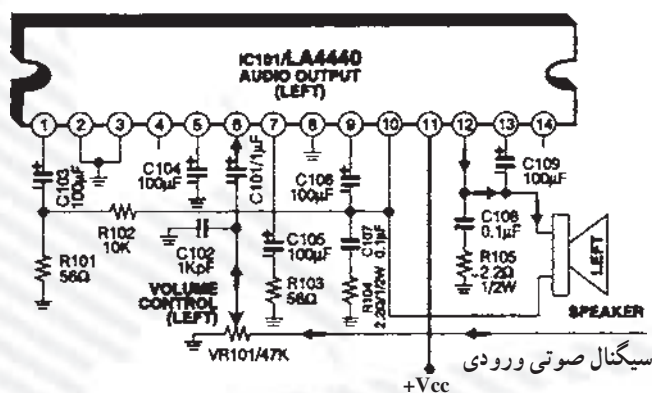 IC101/LA4440
AUDIO OUTPUT
(LEFT)
1 2 3 4 5 6 7 8 9 10 11 12 13 14
C103
100µF
C104
100µF
C101/1µF
C106
100µF
C109
100µF
R102
10K
C102
1KpF
C105
100µF
C107
0.1µF
C108
0.1µF
R101
56Ω
R103
56Ω
R104
2.2Ω/1/2W
R105
2.2Ω
1/2W
LEFT
SPEAKER
VOLUME
CONTROL
(LEFT)
VR101/47K
سیگنال صوتی ورودی
+Vcc